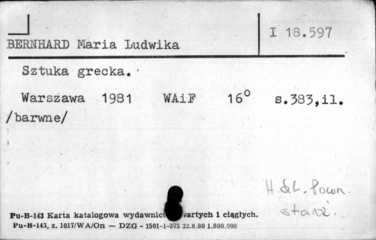 I 18.597
BERNHARD Maria Ludwika
Sztuka grecka.
Warszawa 1981 WAiF 16° s.383,il.
/barwne/
Pu-B-143 Karta katalogowa wydawnict wartych i ciągłych.
Pu-B-143, z. 1017/WA/On — DZG - 1501-1-373 22.8.80 1.800.000